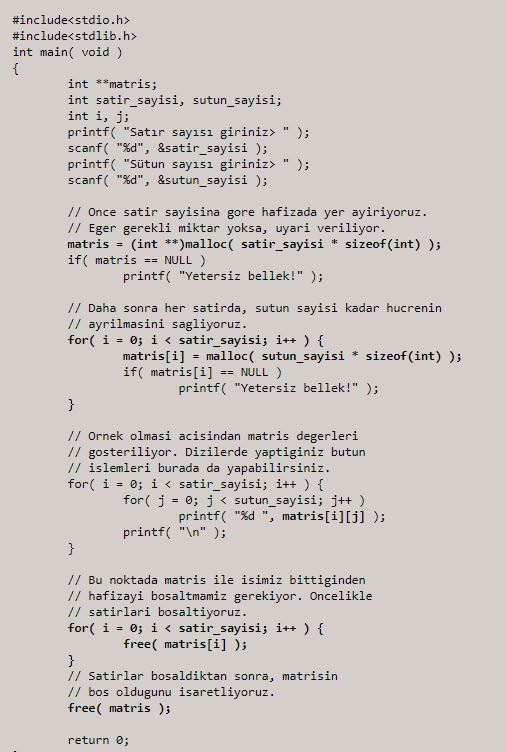 #include<stdio.h>
#include<stdlib.h>
int main( void )
{
int **matris;
int satir_sayisi, sutun_sayisi;
int i, j;
printf( "Satır sayısı giriniz> " );
scanf( "%d", &satir_sayisi );
printf( "Sütun sayısı giriniz> " );
scanf( "%d", &sutun_sayisi );
// Once satir sayisina gore hafizada yer ayiriyoruz.
// Eger gerekli miktar yoksa, uyari veriliyor.
matris = (int **)malloc( satir_sayisi * sizeof(int) );
if( matris == NULL )
printf( "Yetersiz bellek!" );
// Daha sonra her satirda, sutun sayisi kadar hucrenin
// ayrilmasini sagliyoruz.
for( i = 0; i < satir_sayisi; i++ ) {
matris[i] = malloc( sutun_sayisi * sizeof(int) );
if( matris[i] == NULL )
printf( "Yetersiz bellek!" );
}
// Ornek olmasi acisindan matris degerleri
// gosteriliyor. Dizilerde yaptiginiz butun
// islemleri burada da yapabilirsiniz.
for( i = 0; i < satir_sayisi; i++ ) {
for( j = 0; j < sutun_sayisi; j++ )
printf( "%d ", matris[i][j] );
printf( "\n" );
}
// Bu noktada matris ile isimiz bittiginden
// hafizayi bosaltmamiz gerekiyor. Oncelikle
// satirlari bosaltiyoruz.
for( i = 0; i < satir_sayisi; i++ ) {
free( matris[i] );
}
// Satirlar bosaldiktan sonra, matrisin
// bos oldugunu isaretliyoruz.
free( matris );
return 0;